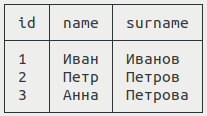 id name surname
1 Иван Иванов
2 Петр Петров
3 Анна Петрова